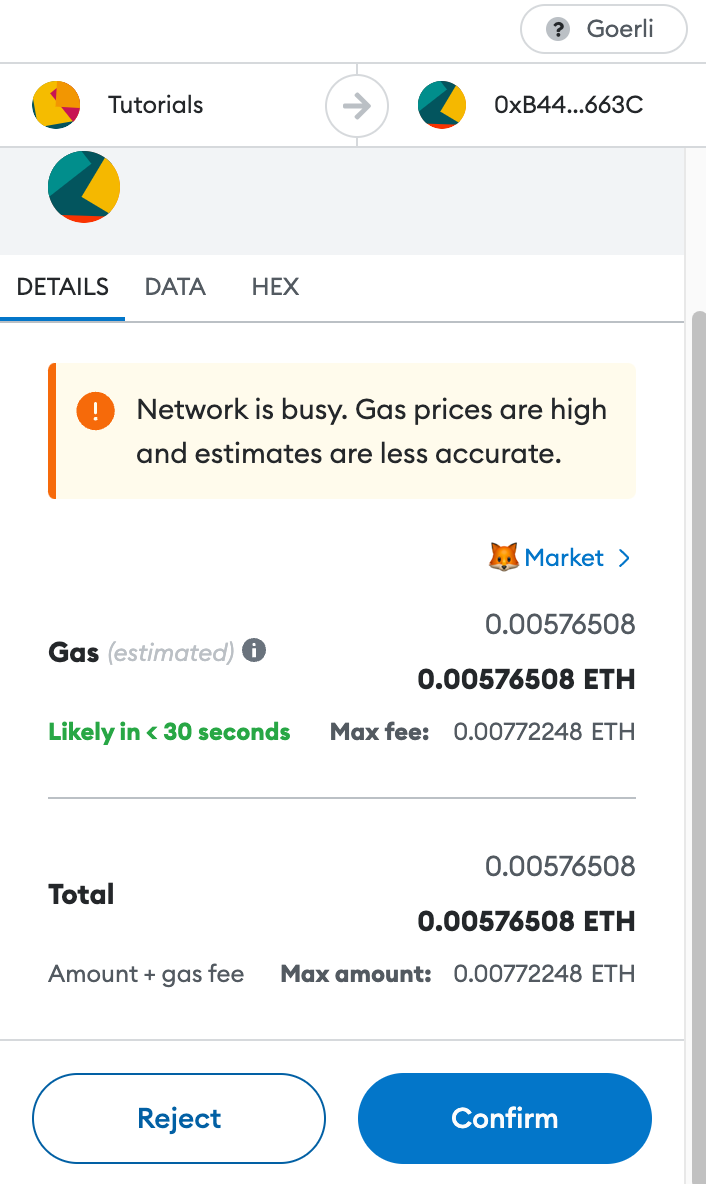 Goerli
Tutorials
0xB44...663C
DETAILS DATA HEX
Network is busy. Gas prices are high
and estimates are less accurate.
Market
0.00576508
Gas (estimated)
0.00576508 ETH
Likely in < 30 seconds Max fee: 0.00772248 ETH
0.00576508
Total
0.00576508 ETH
Amount + gas fee Max amount: 0.00772248 ETH
Reject Confirm